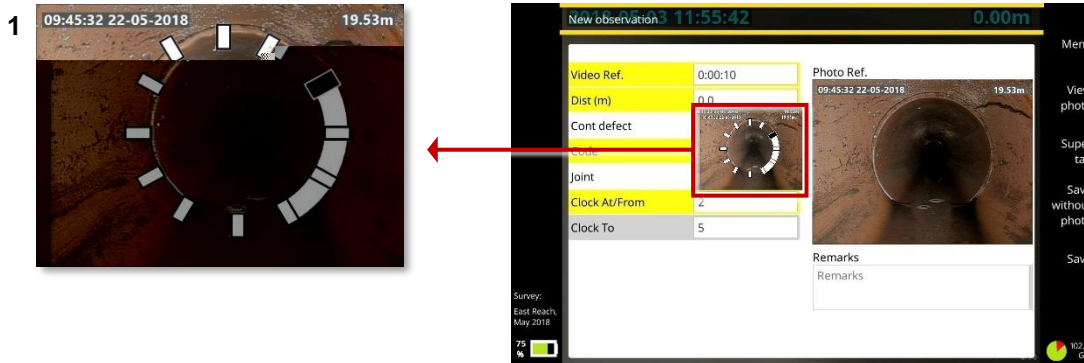 1
09:45:32 22-05-2018 19.53m
New observation
11:55:42
0.00m
Video Ref. 0:00:10
Dist (m) 0.0
Cont defect
Code
Joint
Clock At/From 2
Clock To 5
Photo Ref.
09:45:32 22-05-2018 19.53m
Remarks
Remarks
Survey:
East Reach,
May 2018
75
%